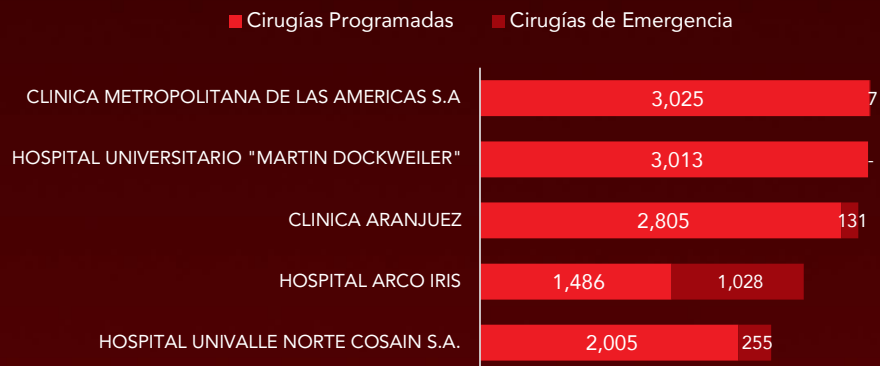 Cirugías Programadas Cirugías de Emergencia
CLINICA METROPOLITANA DE LAS AMERICAS S.A 3,025 7
HOSPITAL UNIVERSITARIO "MARTIN DOCKWEILER" 3,013 -
CLINICA ARANJUEZ 2,805 131
HOSPITAL ARCO IRIS 1,486 1,028
HOSPITAL UNIVALLE NORTE COSAIN S.A. 2,005 255